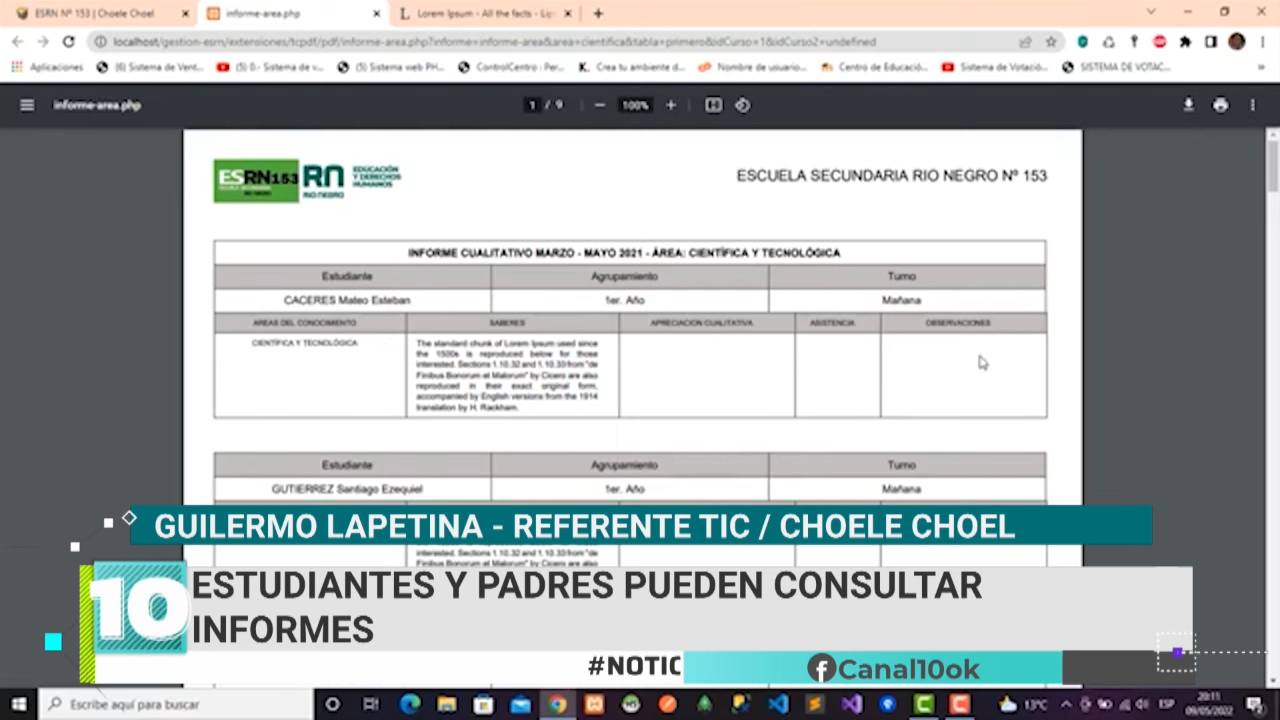 ESRN Nº 153 | Choele Choel
informe-area.php
Lorem Ipsum - All the facts - Lip
localhost/gestion-esrn/extensiones/tcpdf/pdf/informe-area.php?informe=informe-area&area=cientifica&tabla=primero&idCurso=1&idCurso2=undefined
Aplicaciones
(6) Sistema de Vent...
(5) 0.- Sistema de v...
(5) Sistema web PH...
ControlCentro : Per...
Crea tu ambiente d...
Nombre de usuario...
Centro de Educació...
Sistema de Votació...
SISTEMA DE VOTAC...
informe-area.php
1 / 9
100%
ESRN153
RN
RIO NEGRO
EDUCACIÓN
Y DERECHOS
HUMANOS
ESCUELA SECUNDARIA RIO NEGRO Nº 153
INFORME CUALITATIVO MARZO - MAYO 2021 - ÁREA: CIENTÍFICA Y TECNOLÓGICA
Estudiante Agrupamiento Turno
CACERES Mateo Esteban 1er. Año Mañana
AREAS DEL CONOCIMIENTO SABERES APRECIACION CUALITATIVA ASISTENCIA OBSERVACIONES
CIENTÍFICA Y TECNOLÓGICA
The standard chunk of Lorem Ipsum used since
the 1500s is reproduced below for those
interested. Sections 1.10.32 and 1.10.33 from "de
Finibus Bonorum et Malorum" by Cicero are also
reproduced in their exact original form,
accompanied by English versions from the 1914
translation by H. Rackham.
Estudiante Agrupamiento Turno
GUTIERREZ Santiago Ezequiel 1er. Año Mañana
GUILERMO LAPETINA - REFERENTE TIC / CHOELE CHOEL
interested. Sections 1.10.32 and 1.10.33 from "de
Finibus Bonorum et Malorum" by Cicero are also
10
ESTUDIANTES Y PADRES PUEDEN CONSULTAR
INFORMES
#NOTIC
Canal10ok
Escribe aquí para buscar
13°C
ESP
20:11
09/05/2022